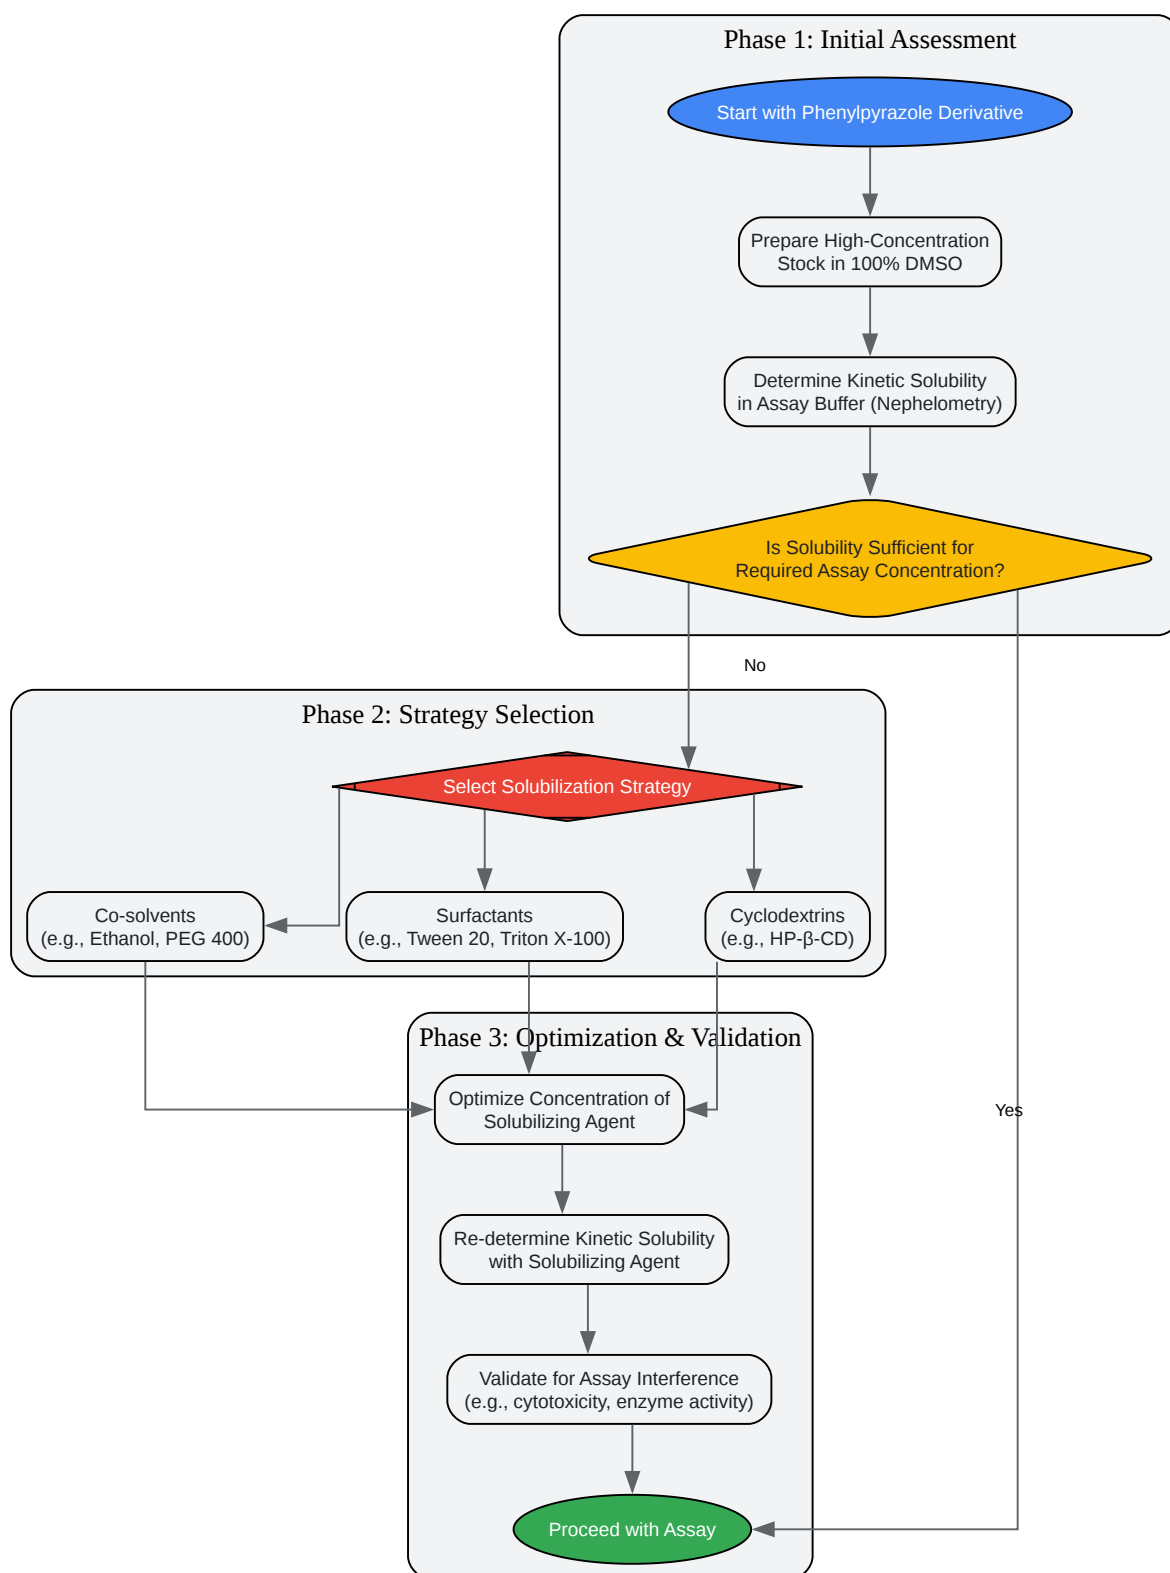 Phase 1: Initial Assessment
Start with Phenylpyrazole Derivative
Prepare High-Concentration
Stock in 100% DMSO
Determine Kinetic Solubility
in Assay Buffer (Nephelometry)
Is Solubility Sufficient for
Required Assay Concentration?
No
Phase 2: Strategy Selection
Select Solubilization Strategy
Co-solvents
(e.g., Ethanol, PEG 400)
Surfactants
(e.g., Tween 20, Triton X-100)
Cyclodextrins
(e.g., HP-β-CD)
Phase 3: Optimization & Validation
Optimize Concentration of
Solubilizing Agent
Yes
Re-determine Kinetic Solubility
with Solubilizing Agent
Validate for Assay Interference
(e.g., cytotoxicity, enzyme activity)
Proceed with Assay